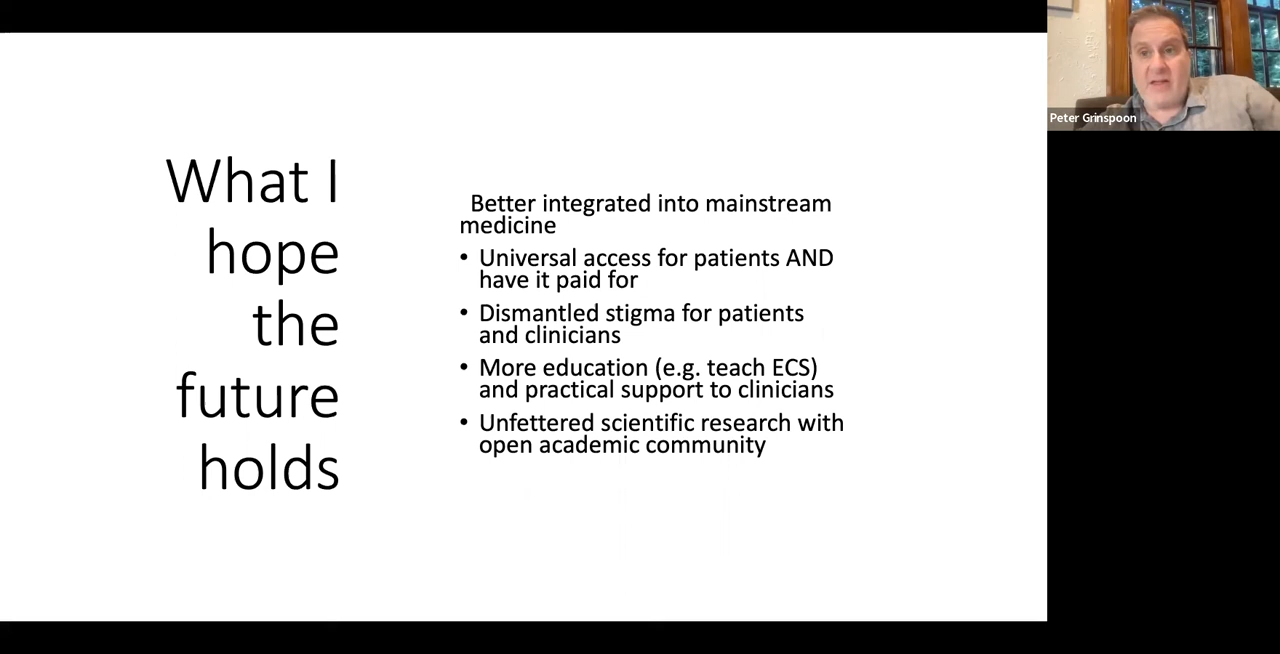 What I
hope
the
future
holds
Better integrated into mainstream
medicine
• Universal access for patients AND
have it paid for
• Dismantled stigma for patients
and clinicians
• More education (e.g. teach ECS)
and practical support to clinicians
• Unfettered scientific research with
open academic community
Peter Grinspoon